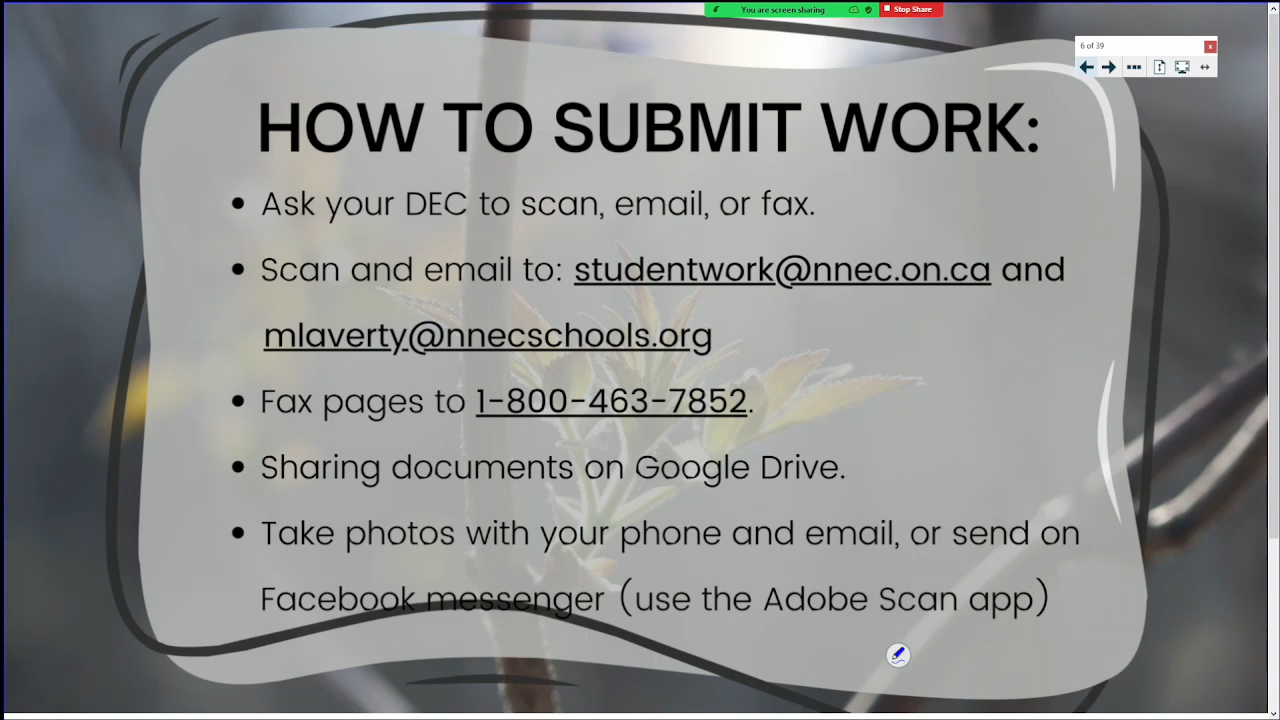 You are screen sharing
Stop Share
6 of 39
x
HOW TO SUBMIT WORK:
• Ask your DEC to scan, email, or fax.
• Scan and email to: studentwork@nnec.on.ca and
mlaverty@nnecschools.org
• Fax pages to 1-800-463-7852.
• Sharing documents on Google Drive.
• Take photos with your phone and email, or send on
Facebook messenger (use the Adobe Scan app)